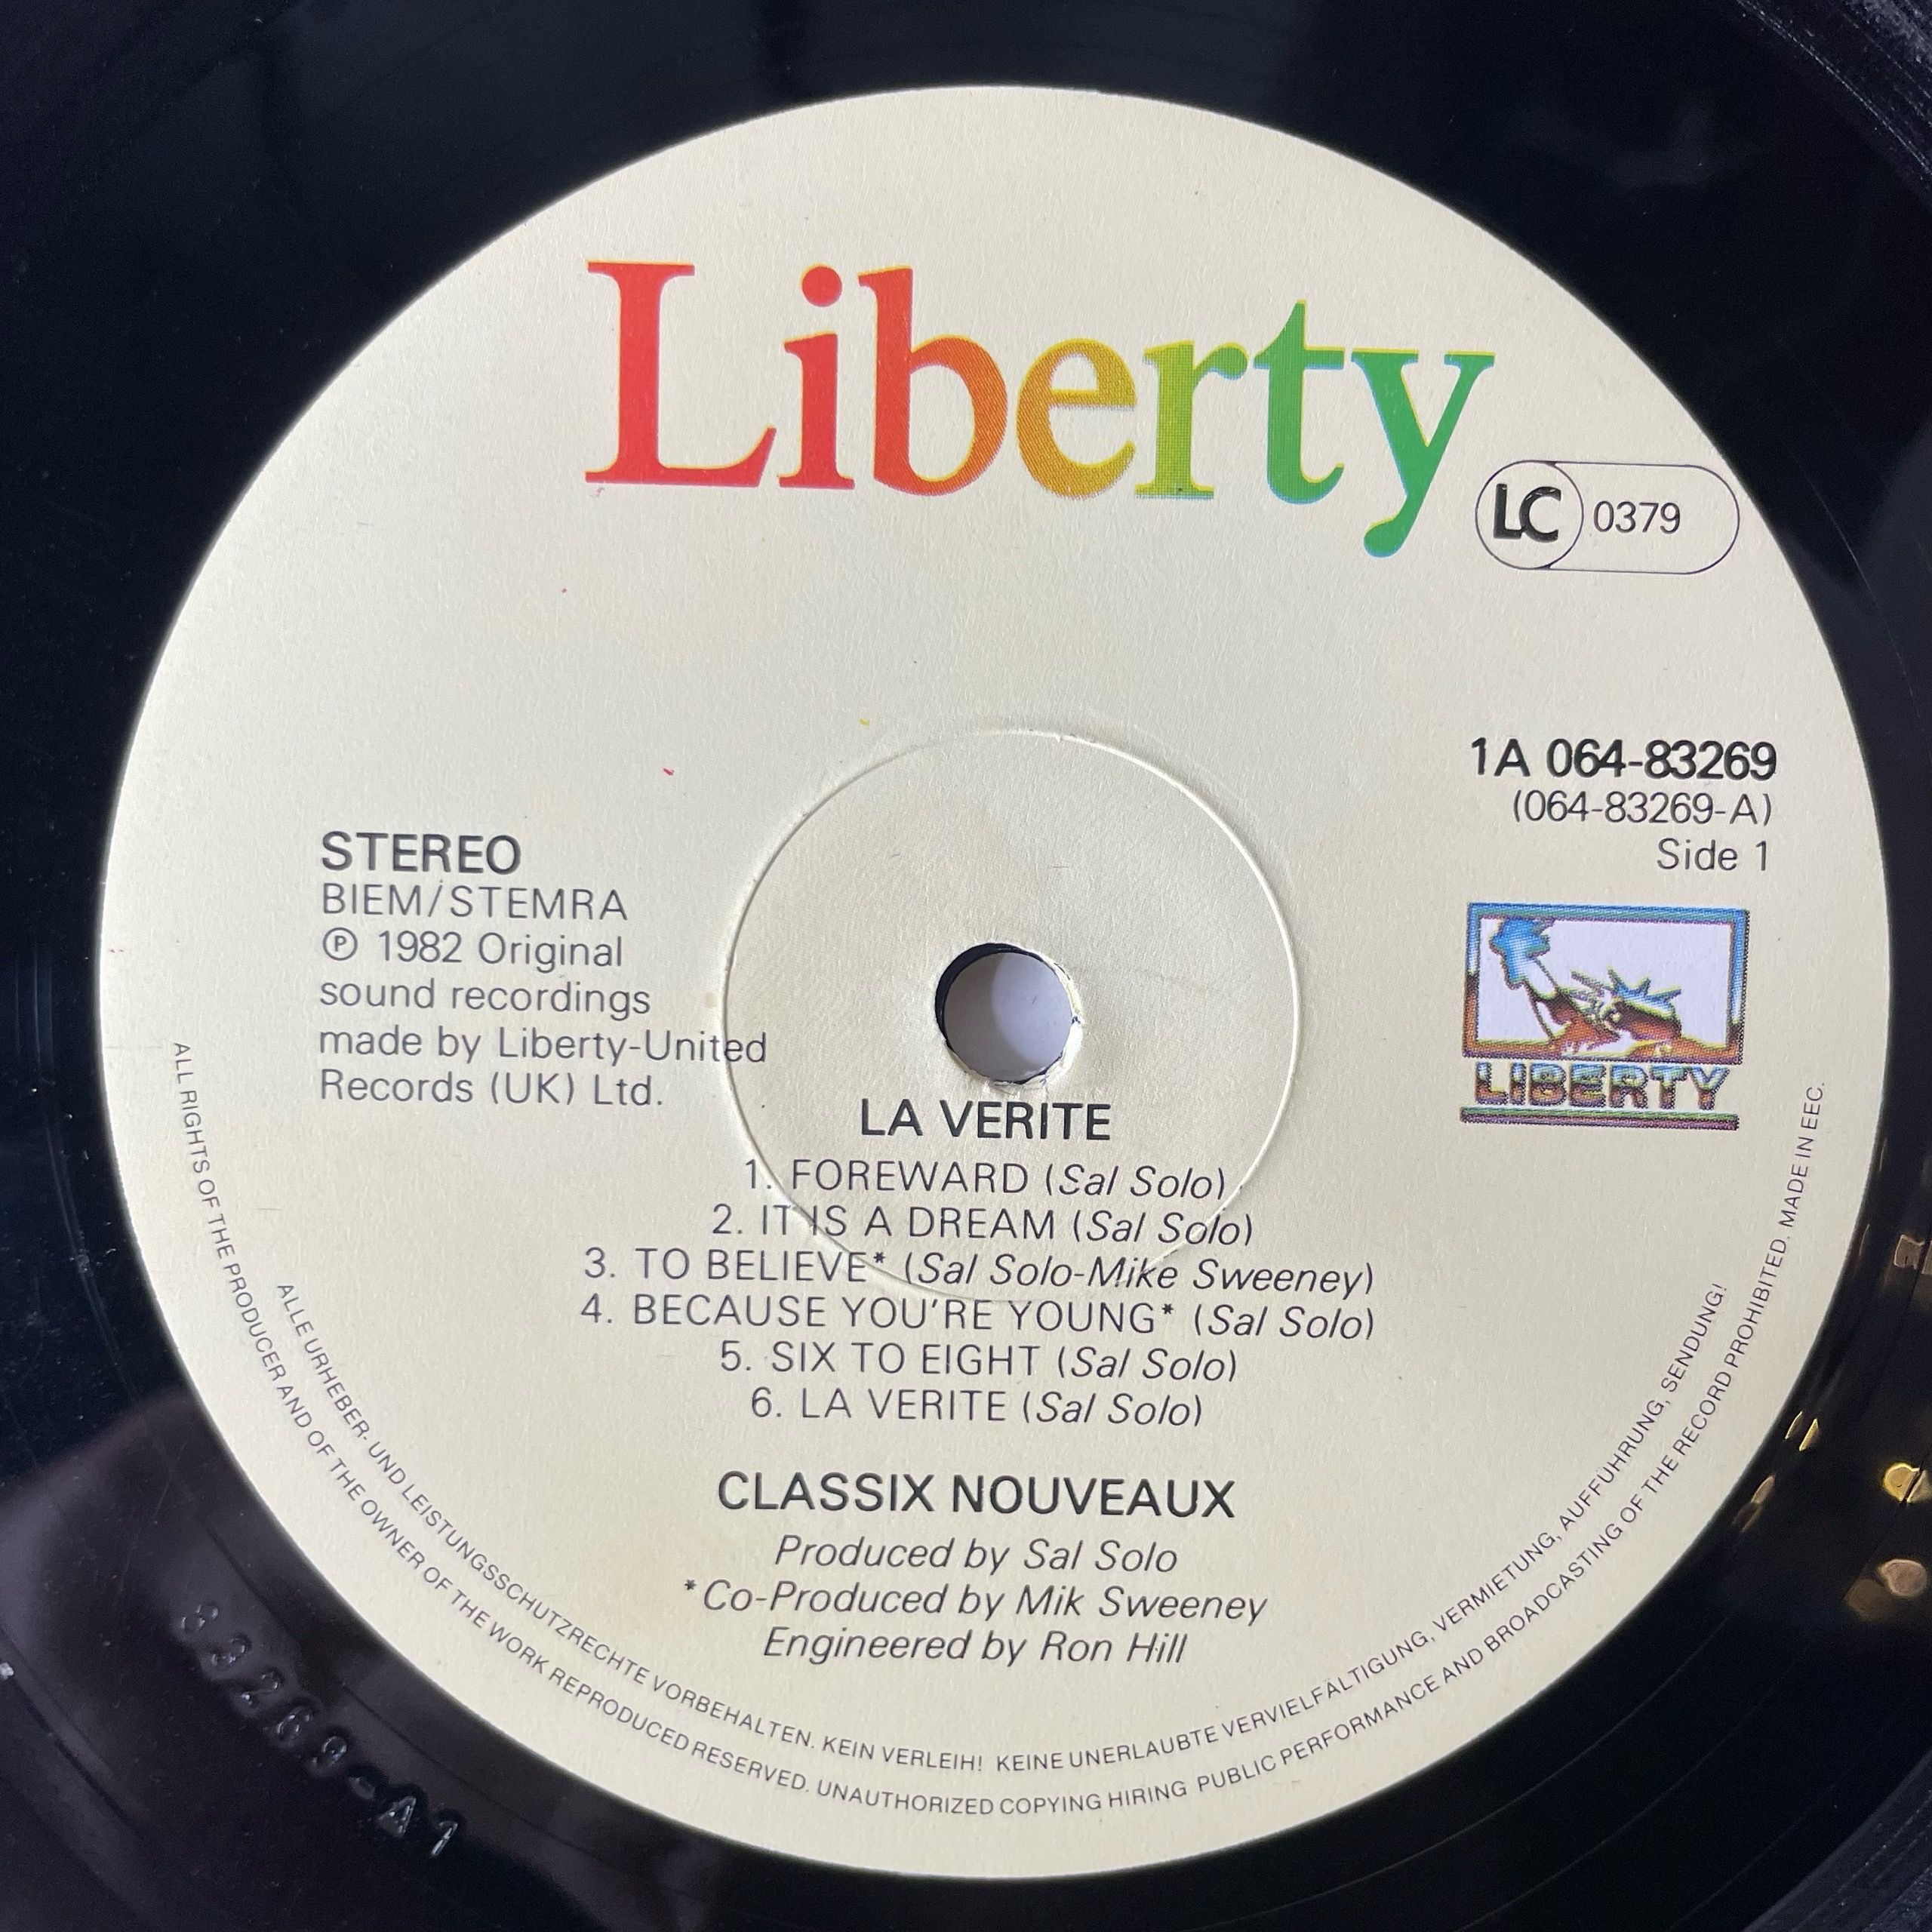 Liberty
LC 0379
1A 064-83269
(064-83269-A)
Side 1
LIBERTY
STEREO
BIEM/STEMRA
Ⓟ 1982 Original
sound recordings
made by Liberty-United
Records (UK) Ltd.
LA VERITE
1. FOREWARD (Sal Solo)
2. IT IS A DREAM (Sal Solo)
3. TO BELIEVE* (Sal Solo-Mike Sweeney)
4. BECAUSE YOU'RE YOUNG* (Sal Solo)
5. SIX TO EIGHT (Sal Solo)
6. LA VERITE (Sal Solo)
CLASSIX NOUVEAUX
Produced by Sal Solo
*Co-Produced by Mik Sweeney
Engineered by Ron Hill
ALLE URHEBER- UND LEISTUNGSSCHUTZRECHTE VORBEHALTEN. KEIN VERLEIH! KEINE UNERLAUBTE VERVIELFÄLTIGUNG, VERMIETUNG, AUFFÜHRUNG, SENDUNG!
ALL RIGHTS OF THE PRODUCER AND OF THE OWNER OF THE WORK REPRODUCED RESERVED. UNAUTHORIZED COPYING HIRING PUBLIC PERFORMANCE AND BROADCASTING OF THE RECORD PROHIBITED. MADE IN EEC.
83269-A1